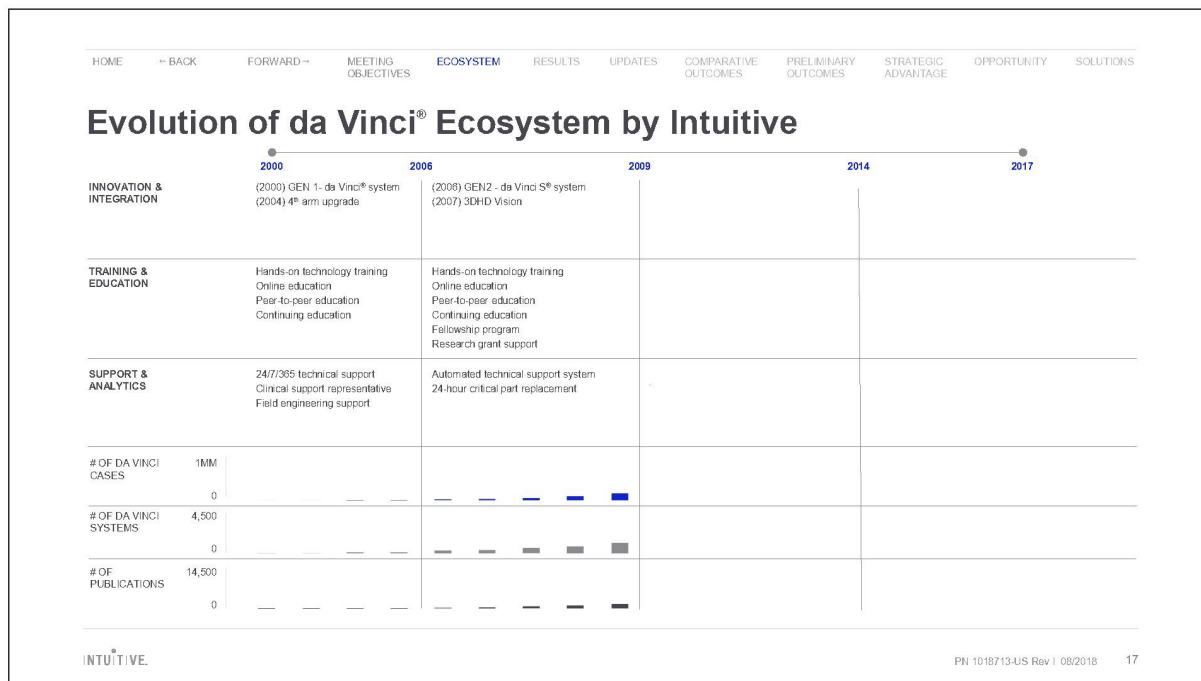 HOME ←BACK FORWARD→ MEETING OBJECTIVES ECOSYSTEM RESULTS UPDATES COMPARATIVE OUTCOMES PRELIMINARY OUTCOMES STRATEGIC ADVANTAGE OPPORTUNITY SOLUTIONS
Evolution of da Vinci® Ecosystem by Intuitive
2000 2006 2009 2014 2017
INNOVATION &
INTEGRATION
(2000) GEN 1- da Vinci® system
(2004) 4th arm upgrade
(2006) GEN2 - da Vinci S® system
(2007) 3DHD Vision
TRAINING &
EDUCATION
Hands-on technology training
Online education
Peer-to-peer education
Continuing education
Hands-on technology training
Online education
Peer-to-peer education
Continuing education
Fellowship program
Research grant support
SUPPORT &
ANALYTICS
24/7/365 technical support
Clinical support representative
Field engineering support
Automated technical support system
24-hour critical part replacement
# OF DA VINCI
CASES
1MM
0
# OF DA VINCI
SYSTEMS
4,500
0
# OF
PUBLICATIONS
14,500
0
INTUITIVE.
PN 1018713-US Rev I 08/2018 17